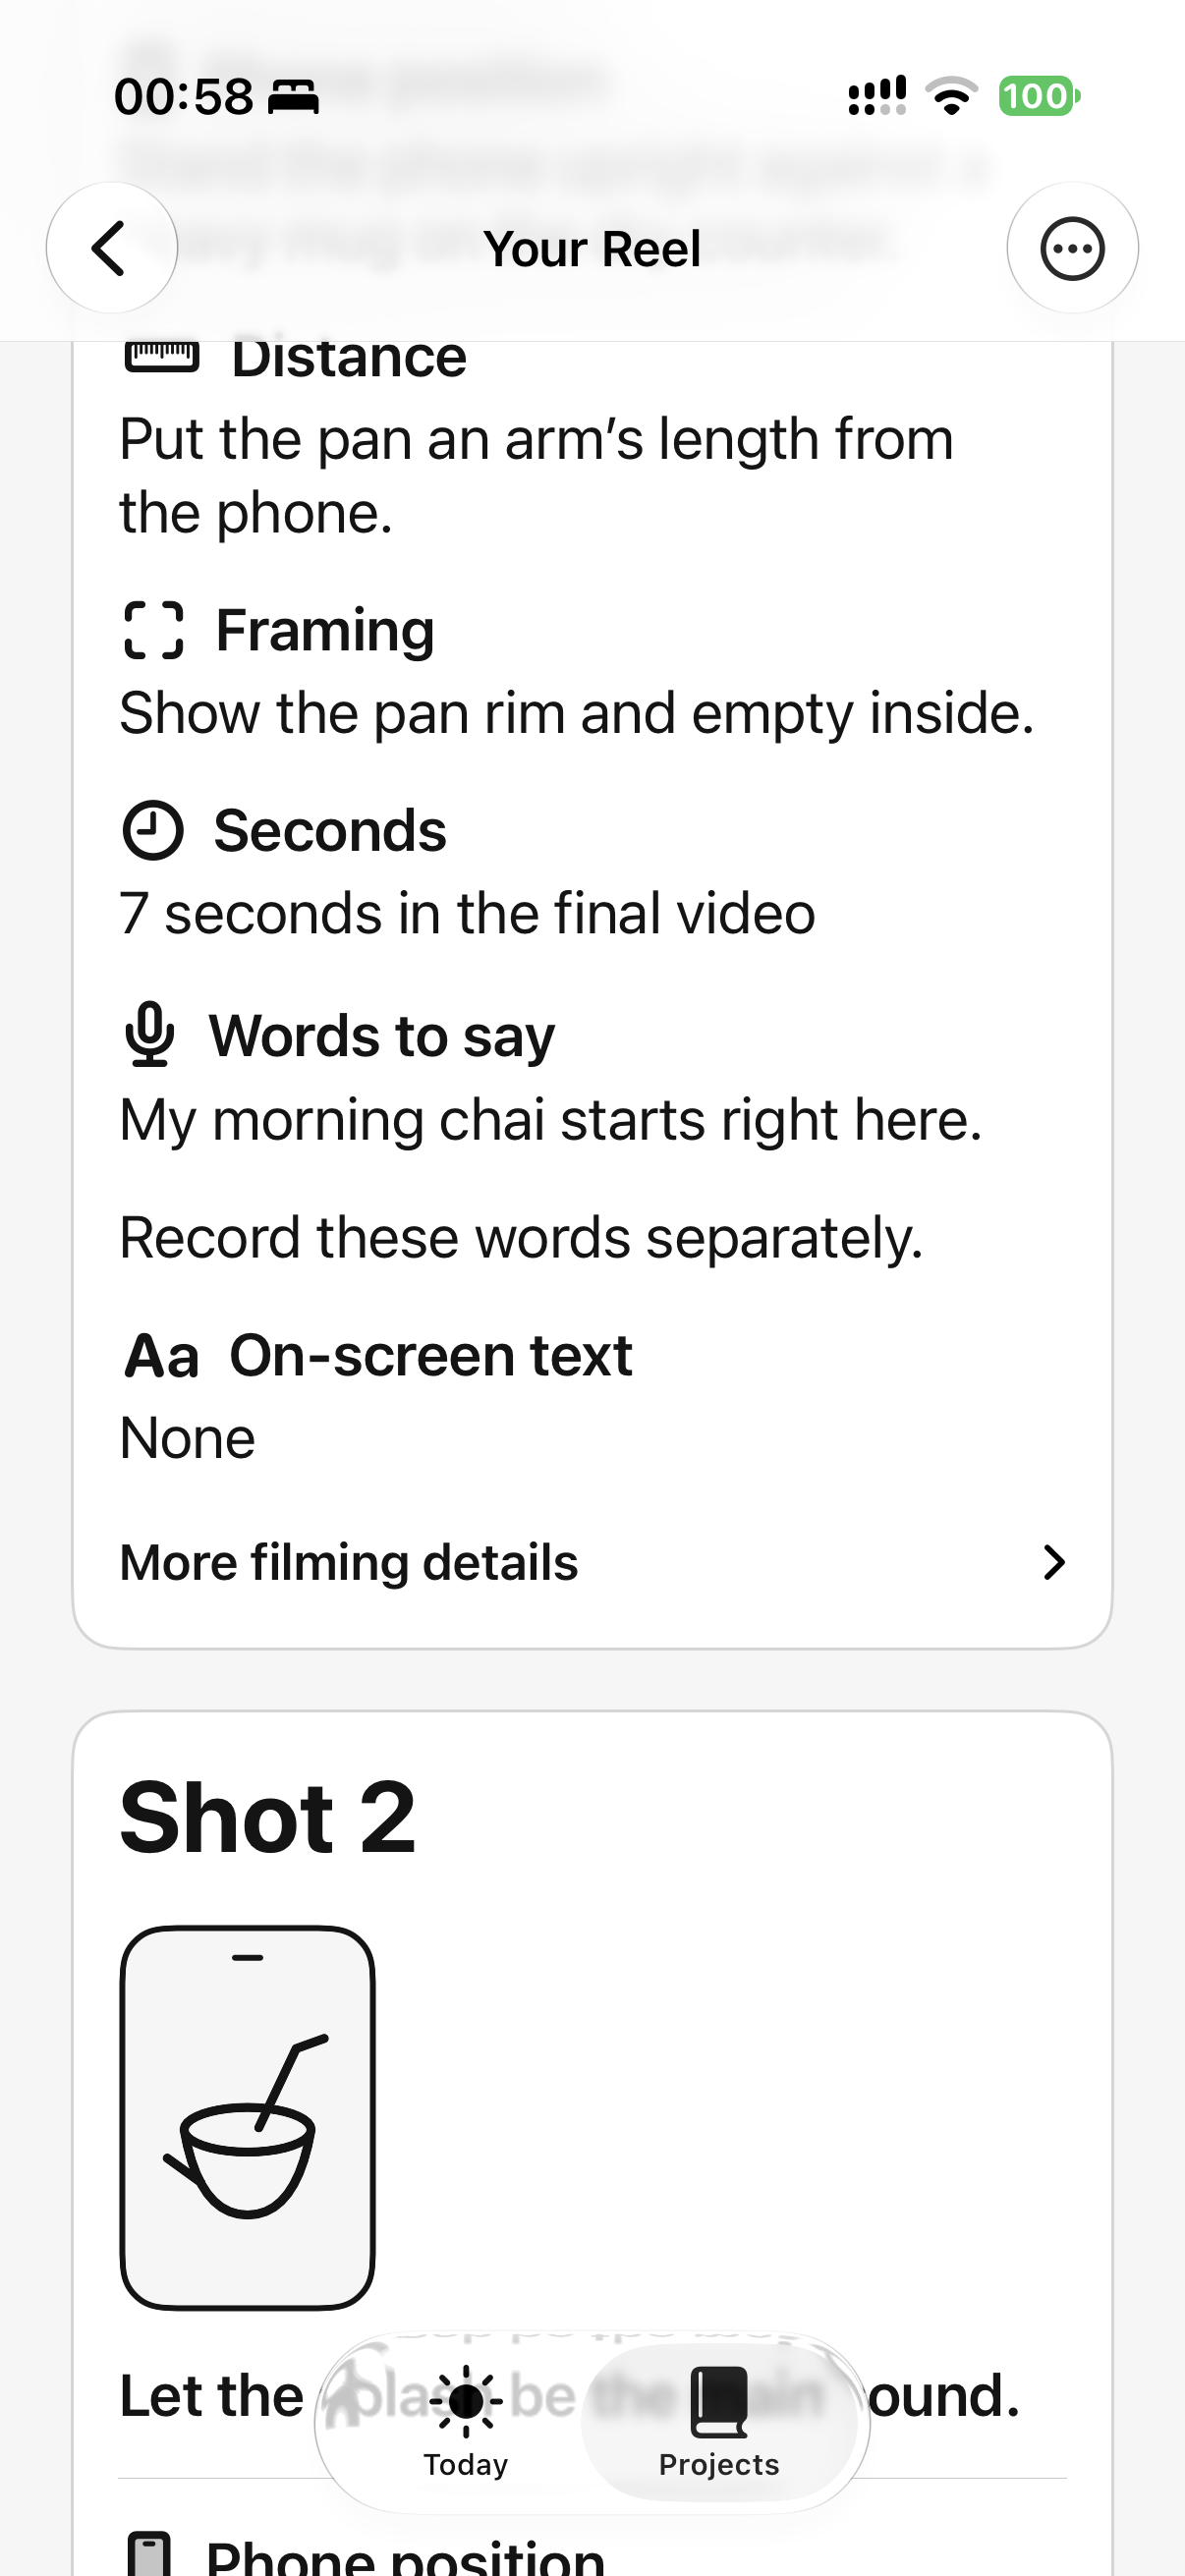 00:58
100
Your Reel
Distance
Put the pan an arm’s length from
the phone.
Framing
Show the pan rim and empty inside.
Seconds
7 seconds in the final video
Words to say
My morning chai starts right here.
Record these words separately.
Aa On-screen text
None
More filming details
Shot 2
Let the be the main
Today
Projects
Phone position